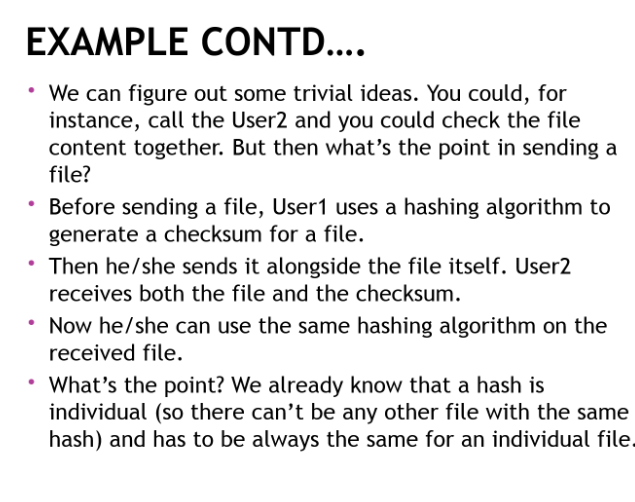 EXAMPLE CONTD....
• We can figure out some trivial ideas. You could, for
instance, call the User2 and you could check the file
content together. But then what's the point in sending a
file?
• Before sending a file, User1 uses a hashing algorithm to
generate a checksum for a file.
• Then he/she sends it alongside the file itself. User2
receives both the file and the checksum.
• Now he/she can use the same hashing algorithm on the
received file.
• What's the point? We already know that a hash is
individual (so there can't be any other file with the same
hash) and has to be always the same for an individual file.